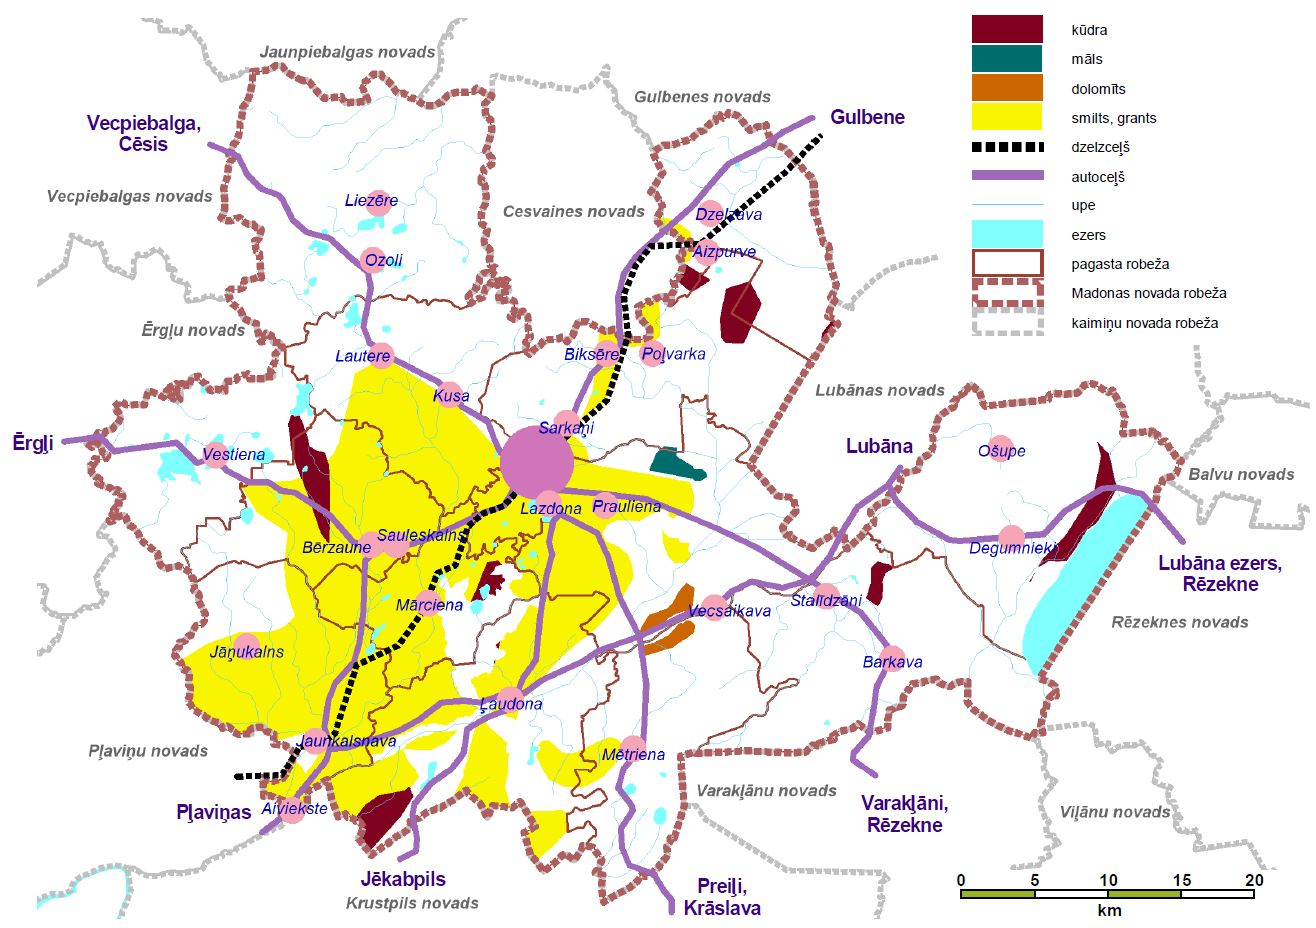 Jaunpiebalgas novads
Gulbenes novads
Vecpiebalga,
Cēsis
Gulbene
Vecpiebalgas novads
Liezēre
Cesvaines novads
Dzelzava
Aizpurve
Ozoli
Ērgļu novads
Lautere
Biksēre
Poļvarka
Kusa
Lubānas novads
Sarkaņi
Ērgļi
Vestiena
Lubāna
Ošupe
Balvu novads
Lazdona
Prauliena
Sauleskalns
Bērzaune
Degumnieki
Lubāna ezers,
Rēzekne
Mārciena
Vecsaikava
Stalīdzāni
Rēzeknes novads
Jāņukalns
Barkava
Ļaudona
Pļaviņu novads
Jaunkalsnava
Mētriena
Varakļānu novads
Pļaviņas
Aiviekste
Varakļāni,
Rēzekne
Viļānu novads
Jēkabpils
Krustpils novads
Preiļi,
Krāslava
kūdra
māls
dolomīts
smilts, grants
dzelzceļš
autoceļš
upe
ezers
pagasta robeža
Madonas novada robeža
kaimiņu novada robeža
0 5 10 15 20
km